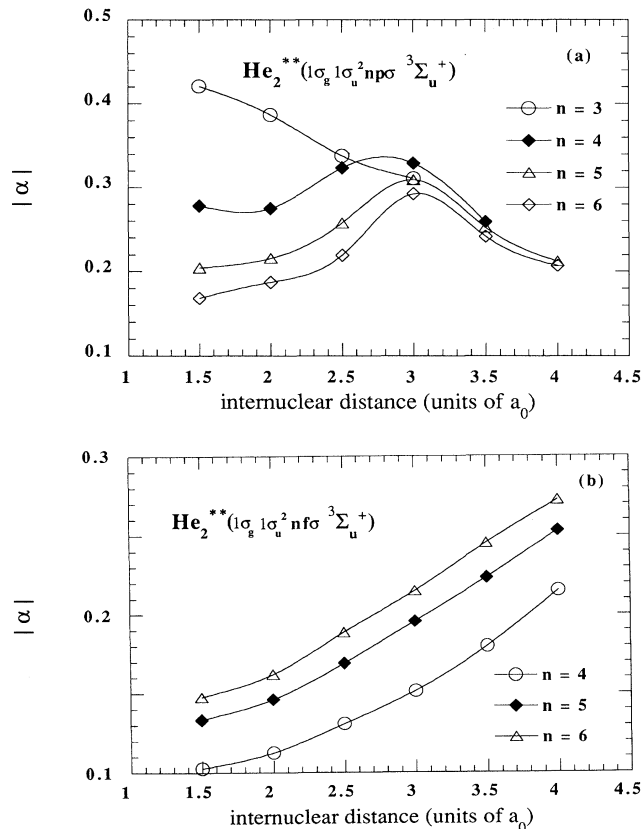 0.5
(a)
He₂**(1σg 1σu² npσ ³Σu⁺)
n = 3
n = 4
n = 5
n = 6
0.4
0.3
0.2
0.1
| α |
1 1.5 2 2.5 3 3.5 4 4.5
internuclear distance (units of a₀)
0.3
(b)
He₂**(1σg 1σu² nfσ ³Σu⁺)
0.2
| α |
n = 4
n = 5
n = 6
0.1
1 1.5 2 2.5 3 3.5 4 4.5
internuclear distance (units of a₀)